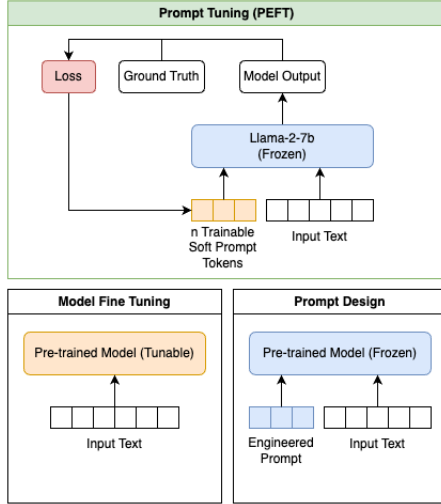 Prompt Tuning (PEFT)
Loss
Ground Truth
Model Output
Llama-2-7b
(Frozen)
n Trainable
Soft Prompt
Tokens
Input Text
Model Fine Tuning
Pre-trained Model (Tunable)
Input Text
Prompt Design
Pre-trained Model (Frozen)
Engineered
Prompt
Input Text